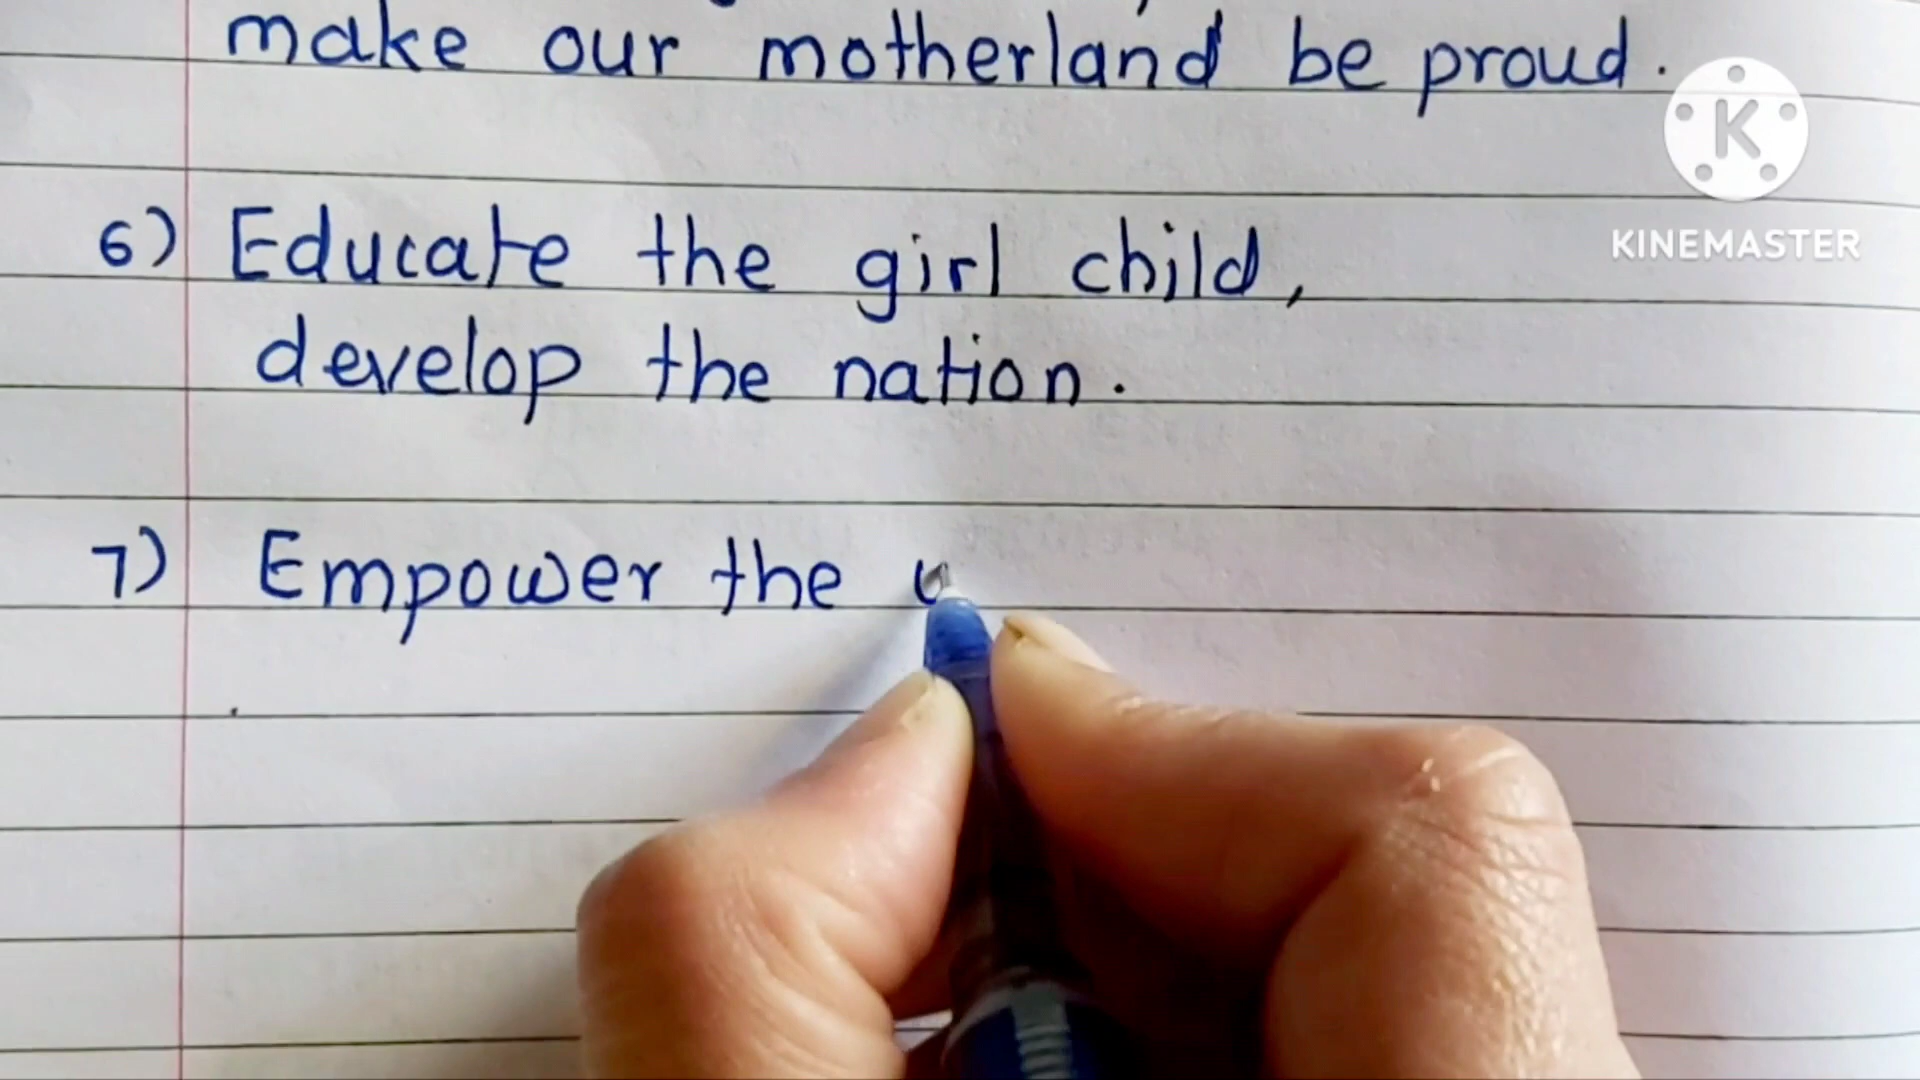 make our motherland be proud.
K
KINEMASTER
6) Educate the girl child,
develop the nation.
7) Empower the